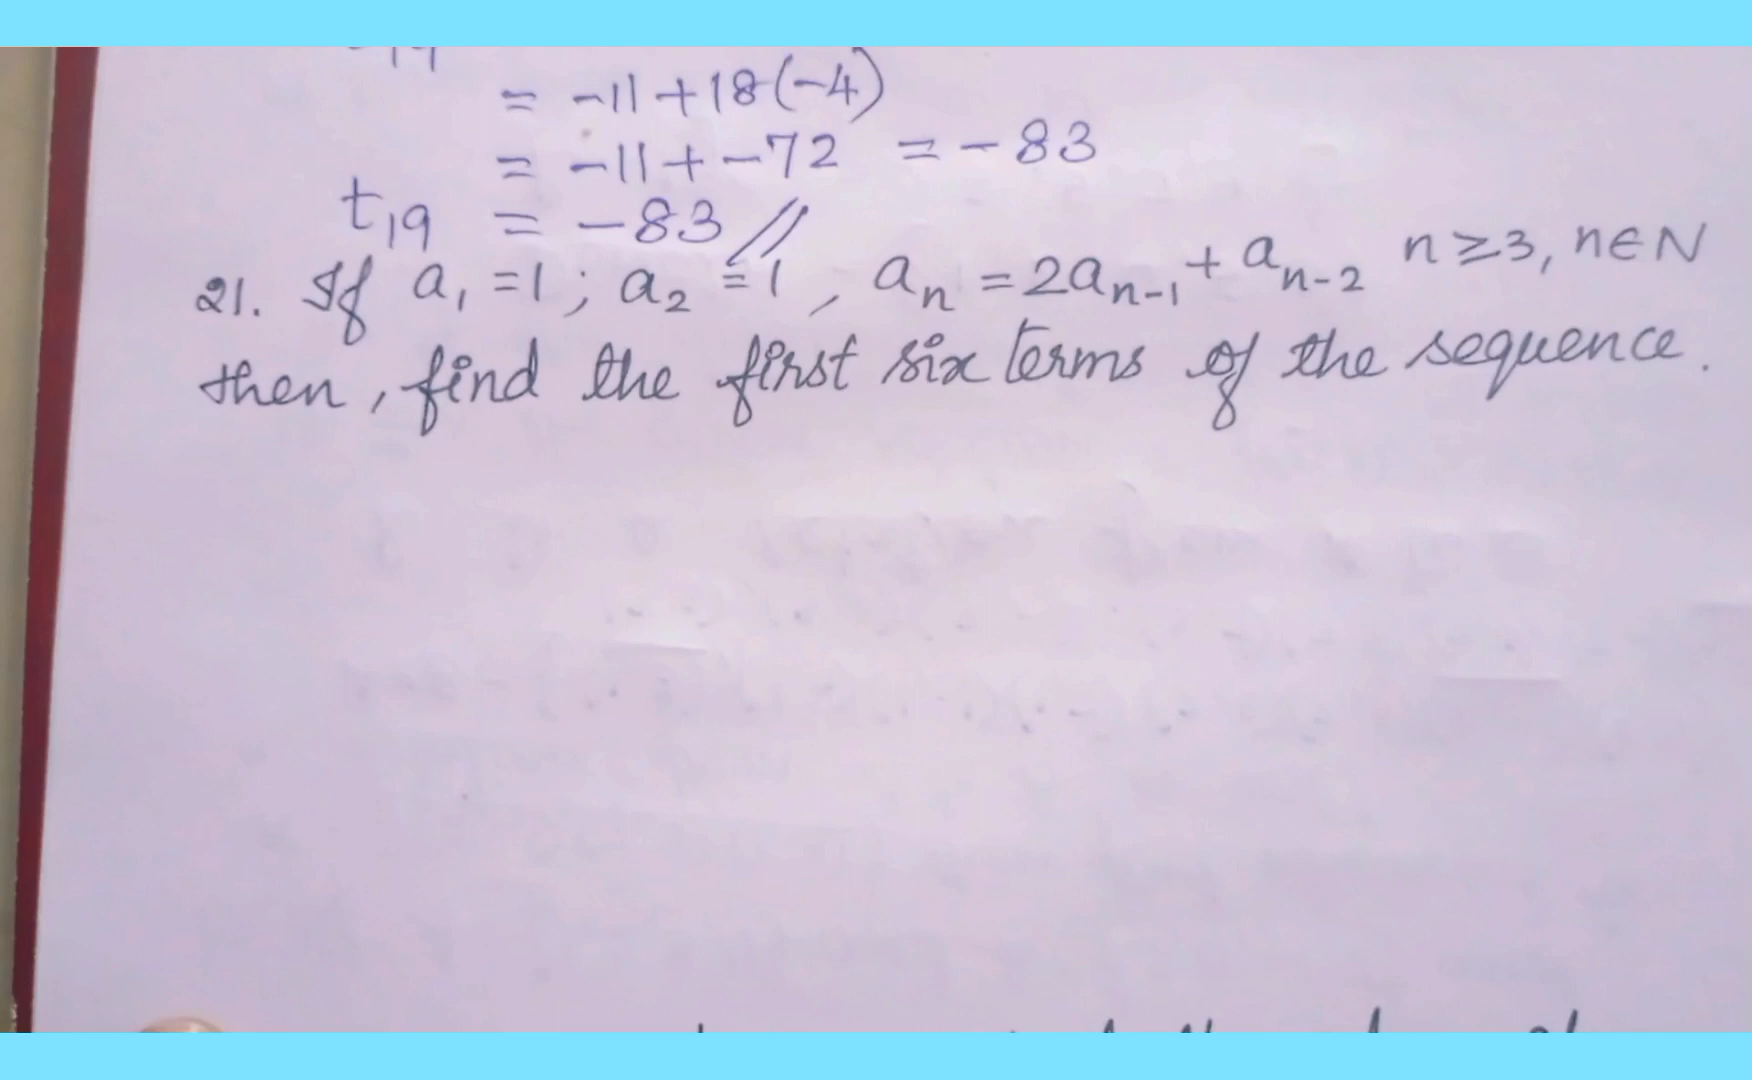 = -11+18(-4)
= -11+ -72 = -83
t₁₉ = -83 //
21. If a₁ =1 ; a₂ =1 , aₙ =2aₙ₋₁+ aₙ₋₂ n≥3, n∈N
then, find the first six terms of the sequence.